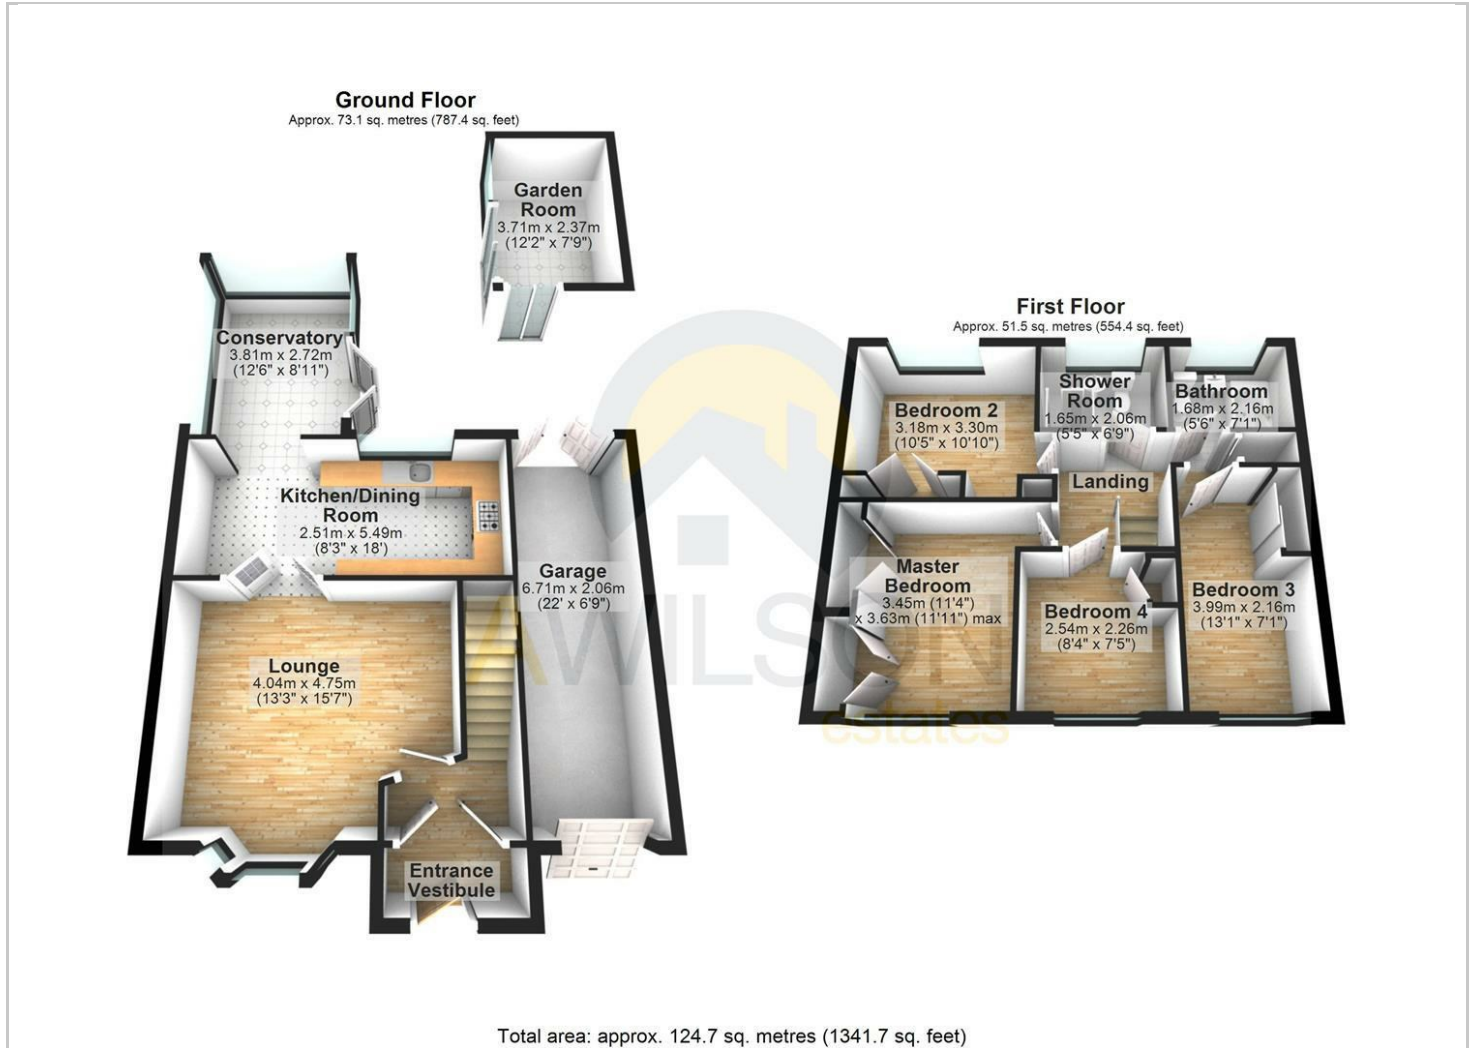 Ground Floor
Approx. 73.1 sq. metres (787.4 sq. feet)
Garden
Room
3.71m x 2.37m
(12'2" x 7'9")
Conservatory
3.81m x 2.72m
(12'6" x 8'11")
Kitchen/Dining
Room
2.51m x 5.49m
(8'3" x 18')
Garage
6.71m x 2.06m
(22' x 6'9")
Lounge
4.04m x 4.75m
(13'3" x 15'7")
Entrance
Vestibule
First Floor
Approx. 51.5 sq. metres (554.4 sq. feet)
Bedroom 2
3.18m x 3.30m
(10'5" x 10'10")
Shower
Room
1.65m x 2.06m
(5'5" x 6'9")
Bathroom
1.68m x 2.16m
(5'6" x 7'1")
Landing
Master
Bedroom
3.45m (11'4")
x 3.63m (11'11") max
Bedroom 4
2.54m x 2.26m
(8'4" x 7'5")
Bedroom 3
3.99m x 2.16m
(13'1" x 7'1")
AWILSON
estates
Total area: approx. 124.7 sq. metres (1341.7 sq. feet)